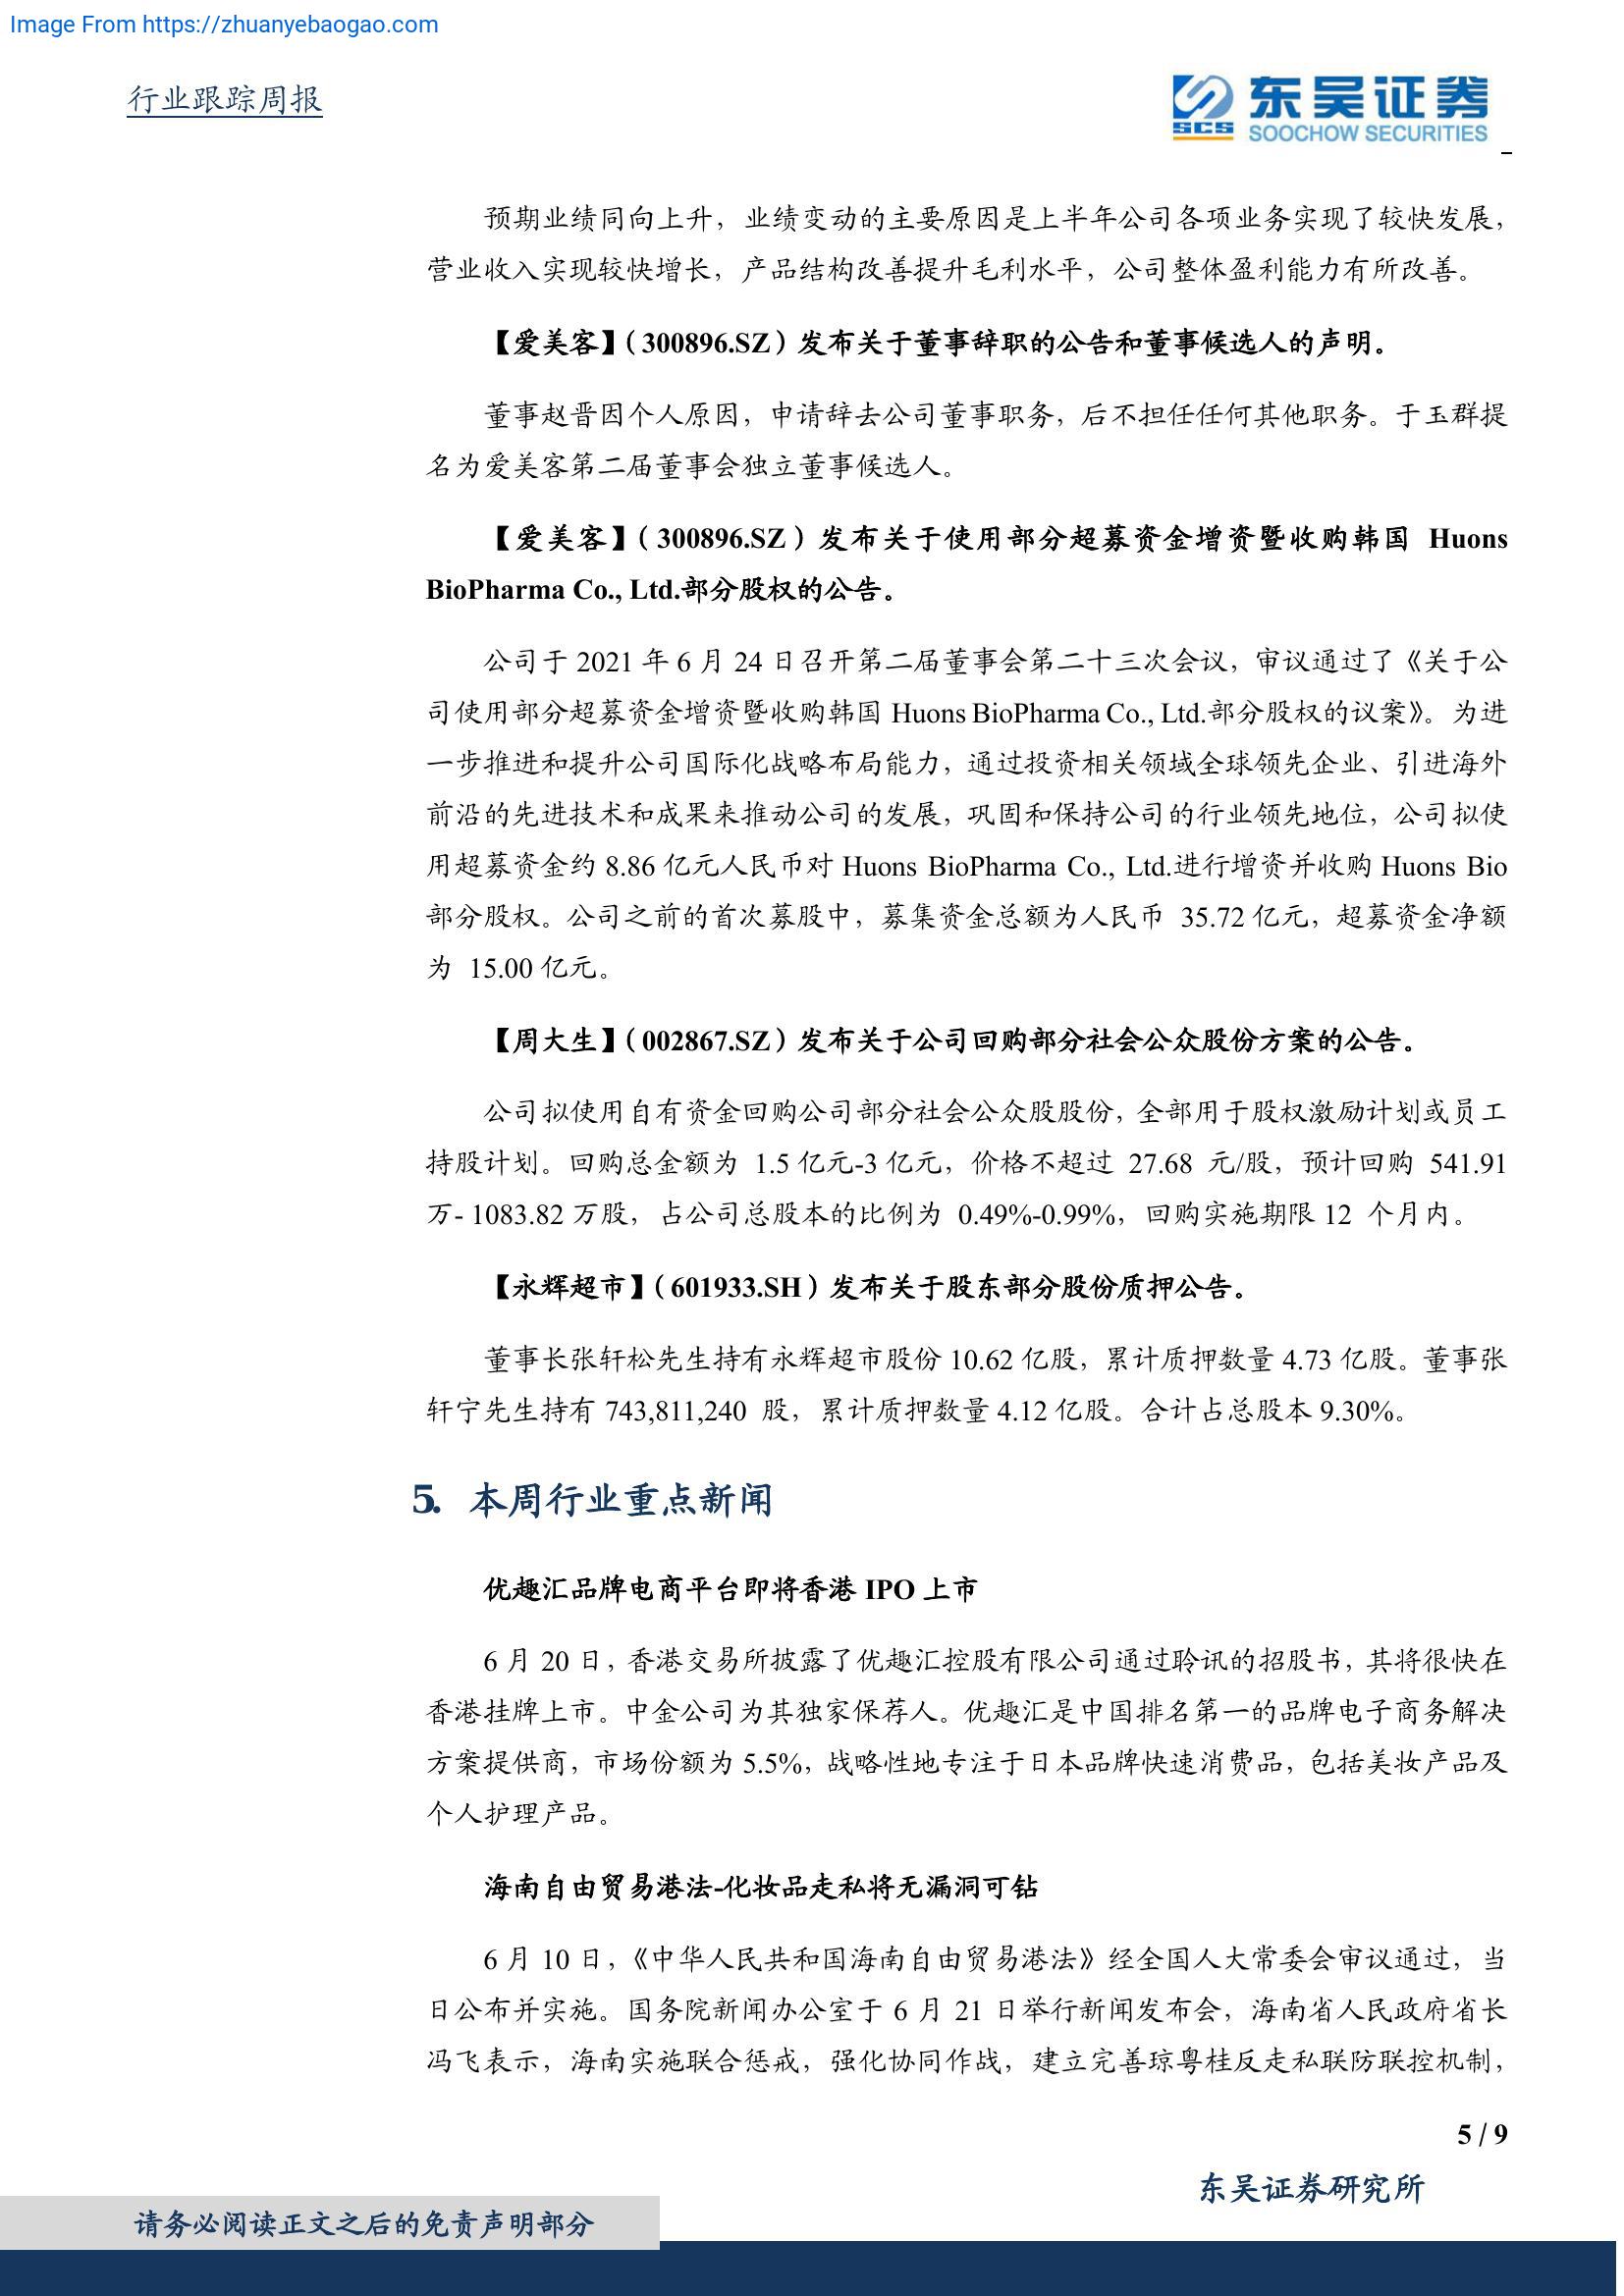 Image From https://zhuanyebaogao.com
行业跟踪周报
SCS
东吴证券
SOOCHOW SECURITIES
预期业绩同向上升，业绩变动的主要原因是上半年公司各项业务实现了较快发展，
营业收入实现较快增长，产品结构改善提升毛利水平，公司整体盈利能力有所改善。
【爱美客】（300896.SZ）发布关于董事辞职的公告和董事候选人的声明。
董事赵晋因个人原因，申请辞去公司董事职务，后不担任任何其他职务。于玉群提
名为爱美客第二届董事会独立董事候选人。
【爱美客】（300896.SZ）发布关于使用部分超募资金增资暨收购韩国 Huons
BioPharma Co., Ltd.部分股权的公告。
公司于 2021 年 6 月 24 日召开第二届董事会第二十三次会议，审议通过了《关于公
司使用部分超募资金增资暨收购韩国 Huons BioPharma Co., Ltd.部分股权的议案》。为进
一步推进和提升公司国际化战略布局能力，通过投资相关领域全球领先企业、引进海外
前沿的先进技术和成果来推动公司的发展，巩固和保持公司的行业领先地位，公司拟使
用超募资金约 8.86 亿元人民币对 Huons BioPharma Co., Ltd.进行增资并收购 Huons Bio
部分股权。公司之前的首次募股中，募集资金总额为人民币 35.72 亿元，超募资金净额
为 15.00 亿元。
【周大生】（002867.SZ）发布关于公司回购部分社会公众股份方案的公告。
公司拟使用自有资金回购公司部分社会公众股股份，全部用于股权激励计划或员工
持股计划。回购总金额为 1.5 亿元-3 亿元，价格不超过 27.68 元/股，预计回购 541.91
万- 1083.82 万股，占公司总股本的比例为 0.49%-0.99%，回购实施期限 12 个月内。
【永辉超市】（601933.SH）发布关于股东部分股份质押公告。
董事长张轩松先生持有永辉超市股份 10.62 亿股，累计质押数量 4.73 亿股。董事张
轩宁先生持有 743,811,240 股，累计质押数量 4.12 亿股。合计占总股本 9.30%。
5. 本周行业重点新闻
优趣汇品牌电商平台即将香港 IPO 上市
6 月 20 日，香港交易所披露了优趣汇控股有限公司通过聆讯的招股书，其将很快在
香港挂牌上市。中金公司为其独家保荐人。优趣汇是中国排名第一的品牌电子商务解决
方案提供商，市场份额为 5.5%，战略性地专注于日本品牌快速消费品，包括美妆产品及
个人护理产品。
海南自由贸易港法-化妆品走私将无漏洞可钻
6 月 10 日，《中华人民共和国海南自由贸易港法》经全国人大常委会审议通过，当
日公布并实施。国务院新闻办公室于 6 月 21 日举行新闻发布会，海南省人民政府省长
冯飞表示，海南实施联合惩戒，强化协同作战，建立完善琼粤桂反走私联防联控机制，
5 / 9
东吴证券研究所
请务必阅读正文之后的免责声明部分